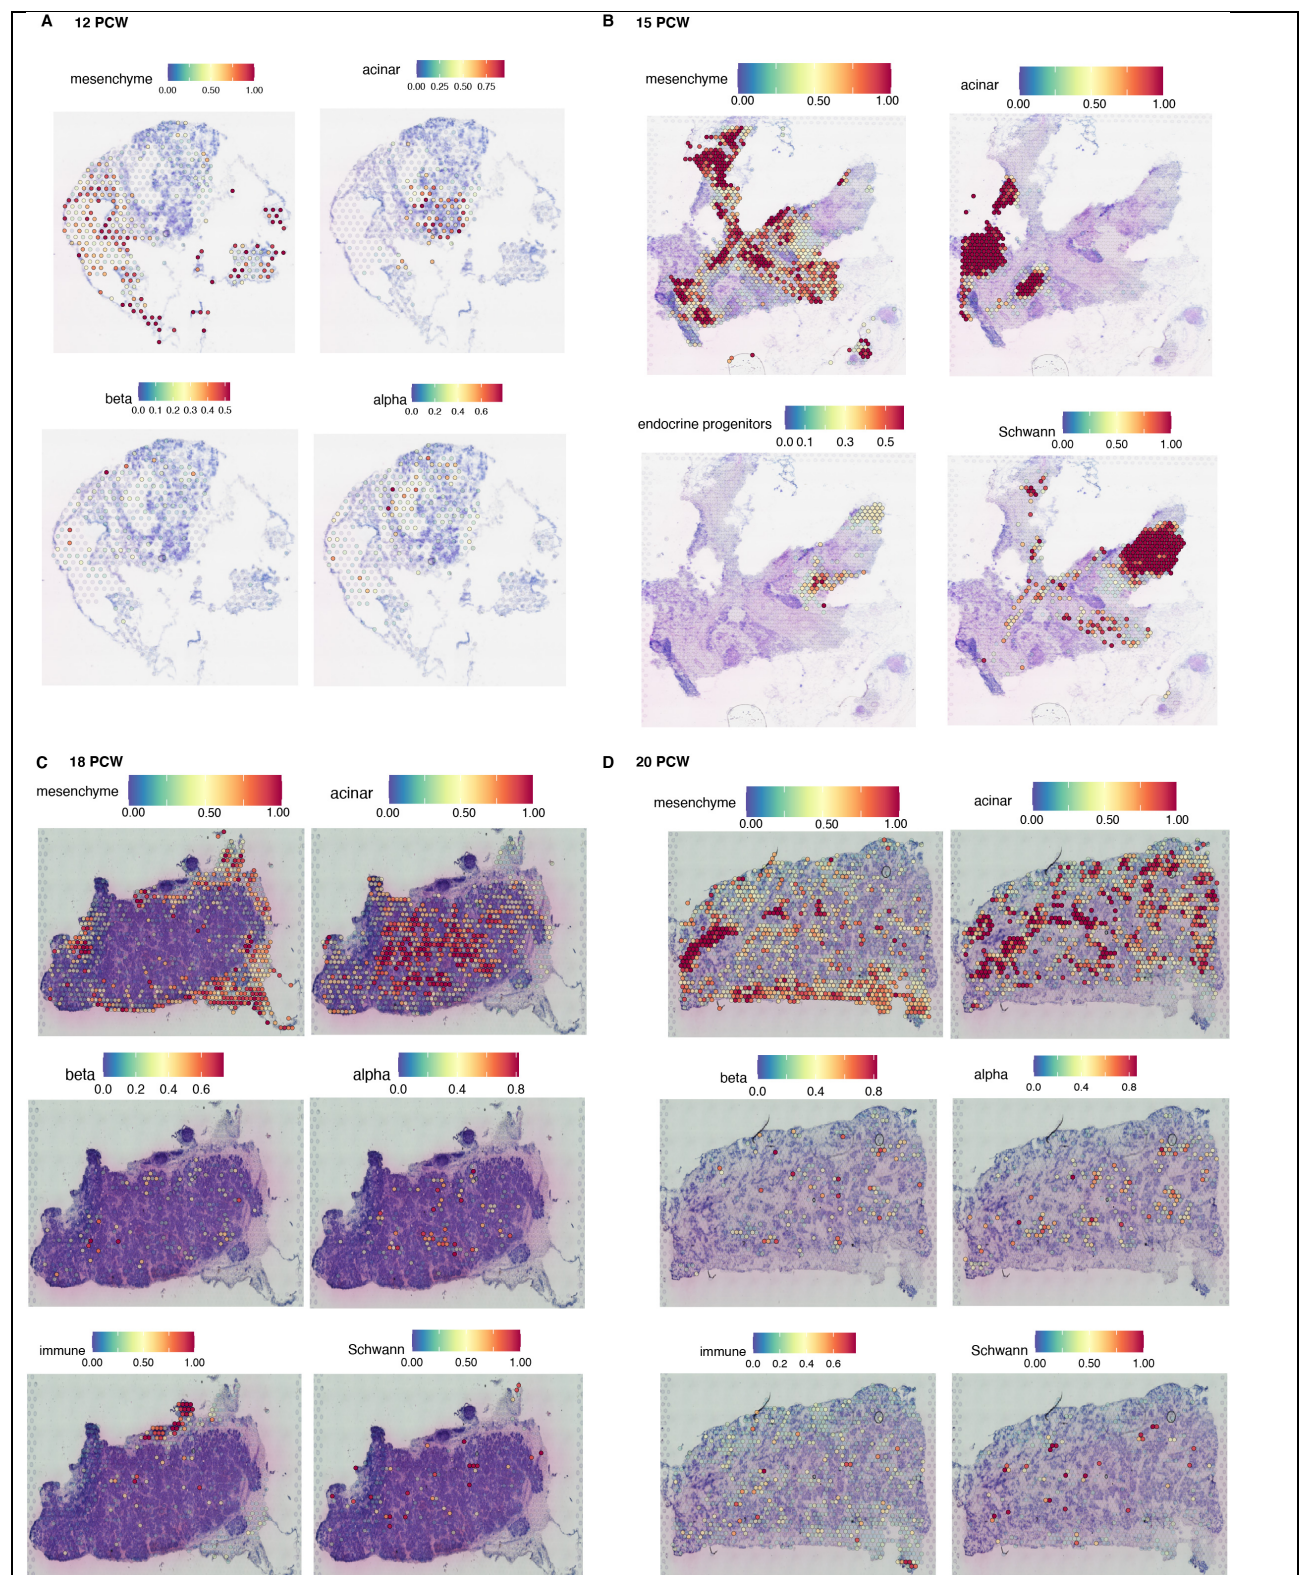 A 12 PCW
mesenchyme
0.00 0.50 1.00
acinar
0.00 0.25 0.50 0.75
beta
0.0 0.1 0.2 0.3 0.4 0.5
alpha
0.0 0.2 0.4 0.6
B 15 PCW
mesenchyme
0.00 0.50 1.00
acinar
0.00 0.50 1.00
endocrine progenitors
0.0 0.1 0.3 0.5
Schwann
0.00 0.50 1.00
C 18 PCW
mesenchyme
0.00 0.50 1.00
acinar
0.00 0.50 1.00
beta
0.0 0.2 0.4 0.6
alpha
0.0 0.4 0.8
immune
0.00 0.50 1.00
Schwann
0.00 0.50 1.00
D 20 PCW
mesenchyme
0.00 0.50 1.00
acinar
0.00 0.50 1.00
beta
0.0 0.4 0.8
alpha
0.0 0.4 0.8
immune
0.0 0.2 0.4 0.6
Schwann
0.00 0.50 1.00